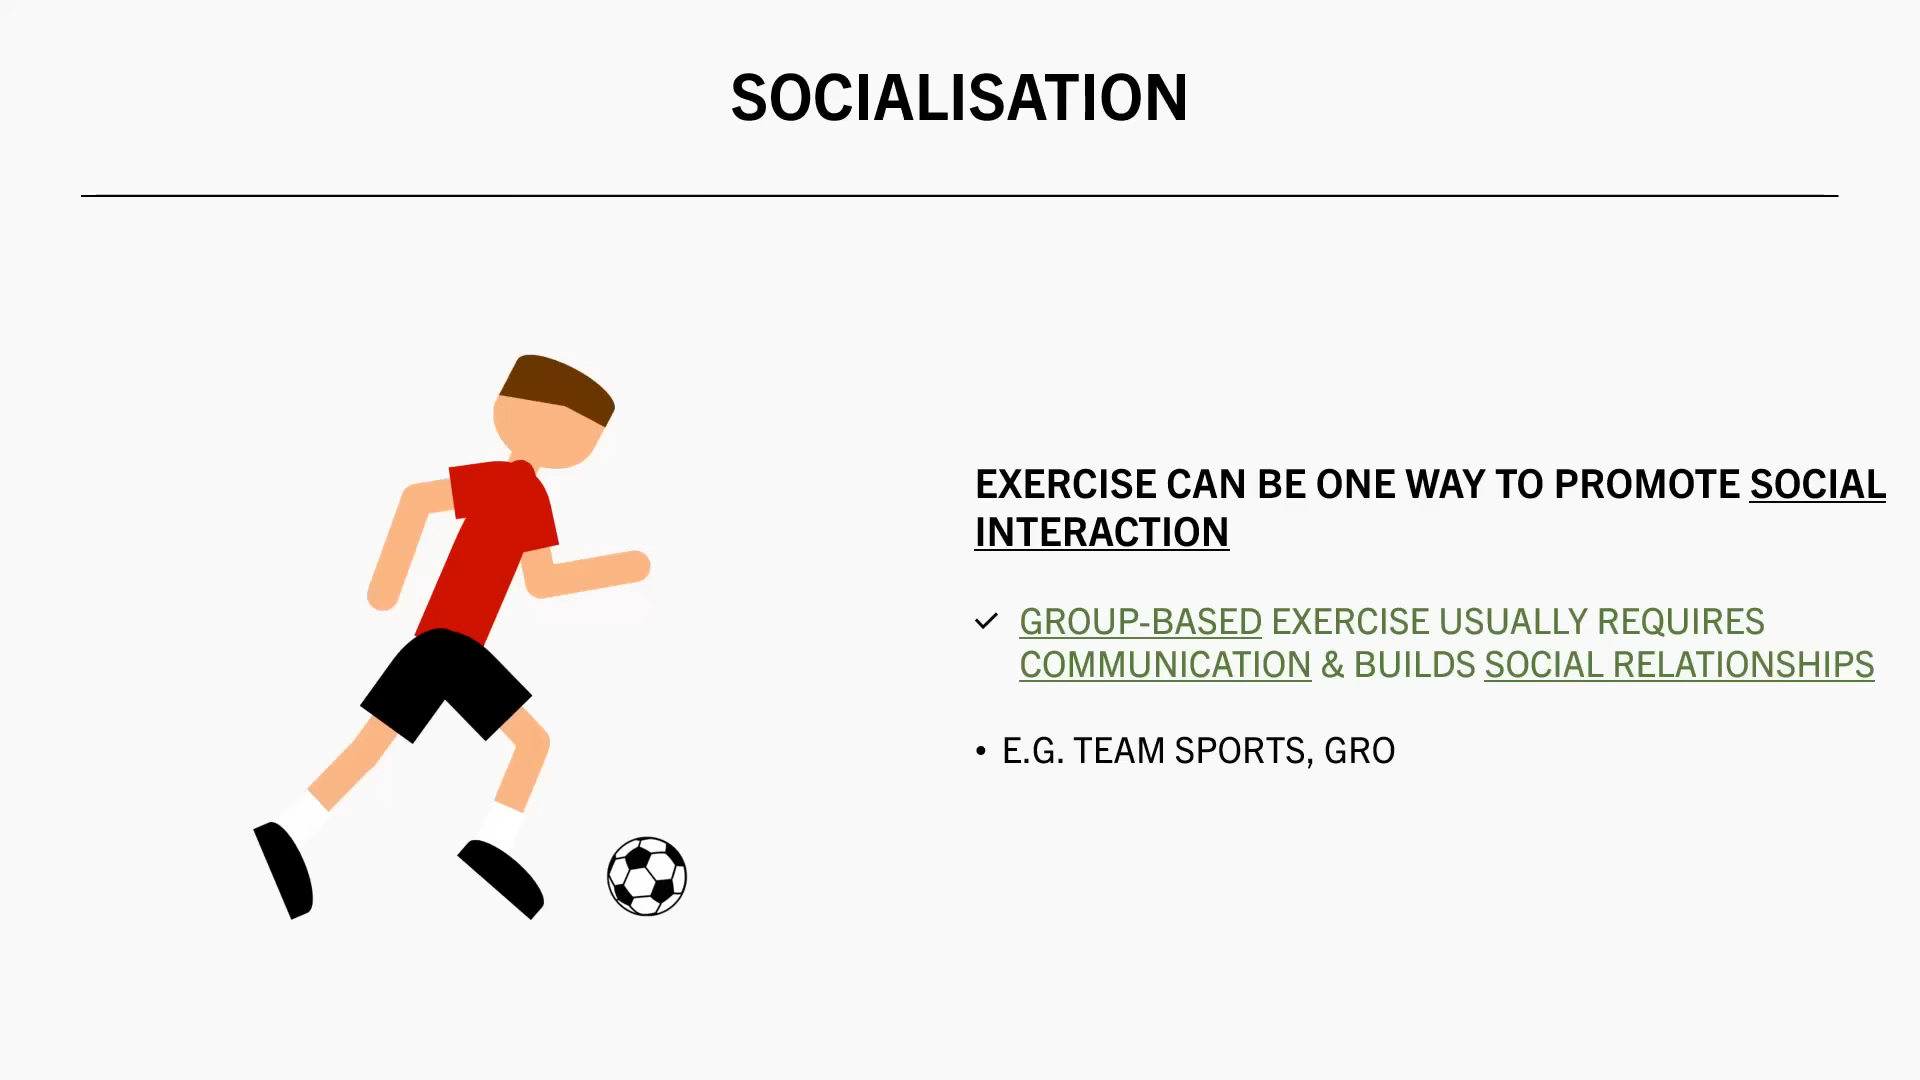 SOCIALISATION
EXERCISE CAN BE ONE WAY TO PROMOTE SOCIAL
INTERACTION
✓ GROUP-BASED EXERCISE USUALLY REQUIRES
COMMUNICATION & BUILDS SOCIAL RELATIONSHIPS
• E.G. TEAM SPORTS, GRO